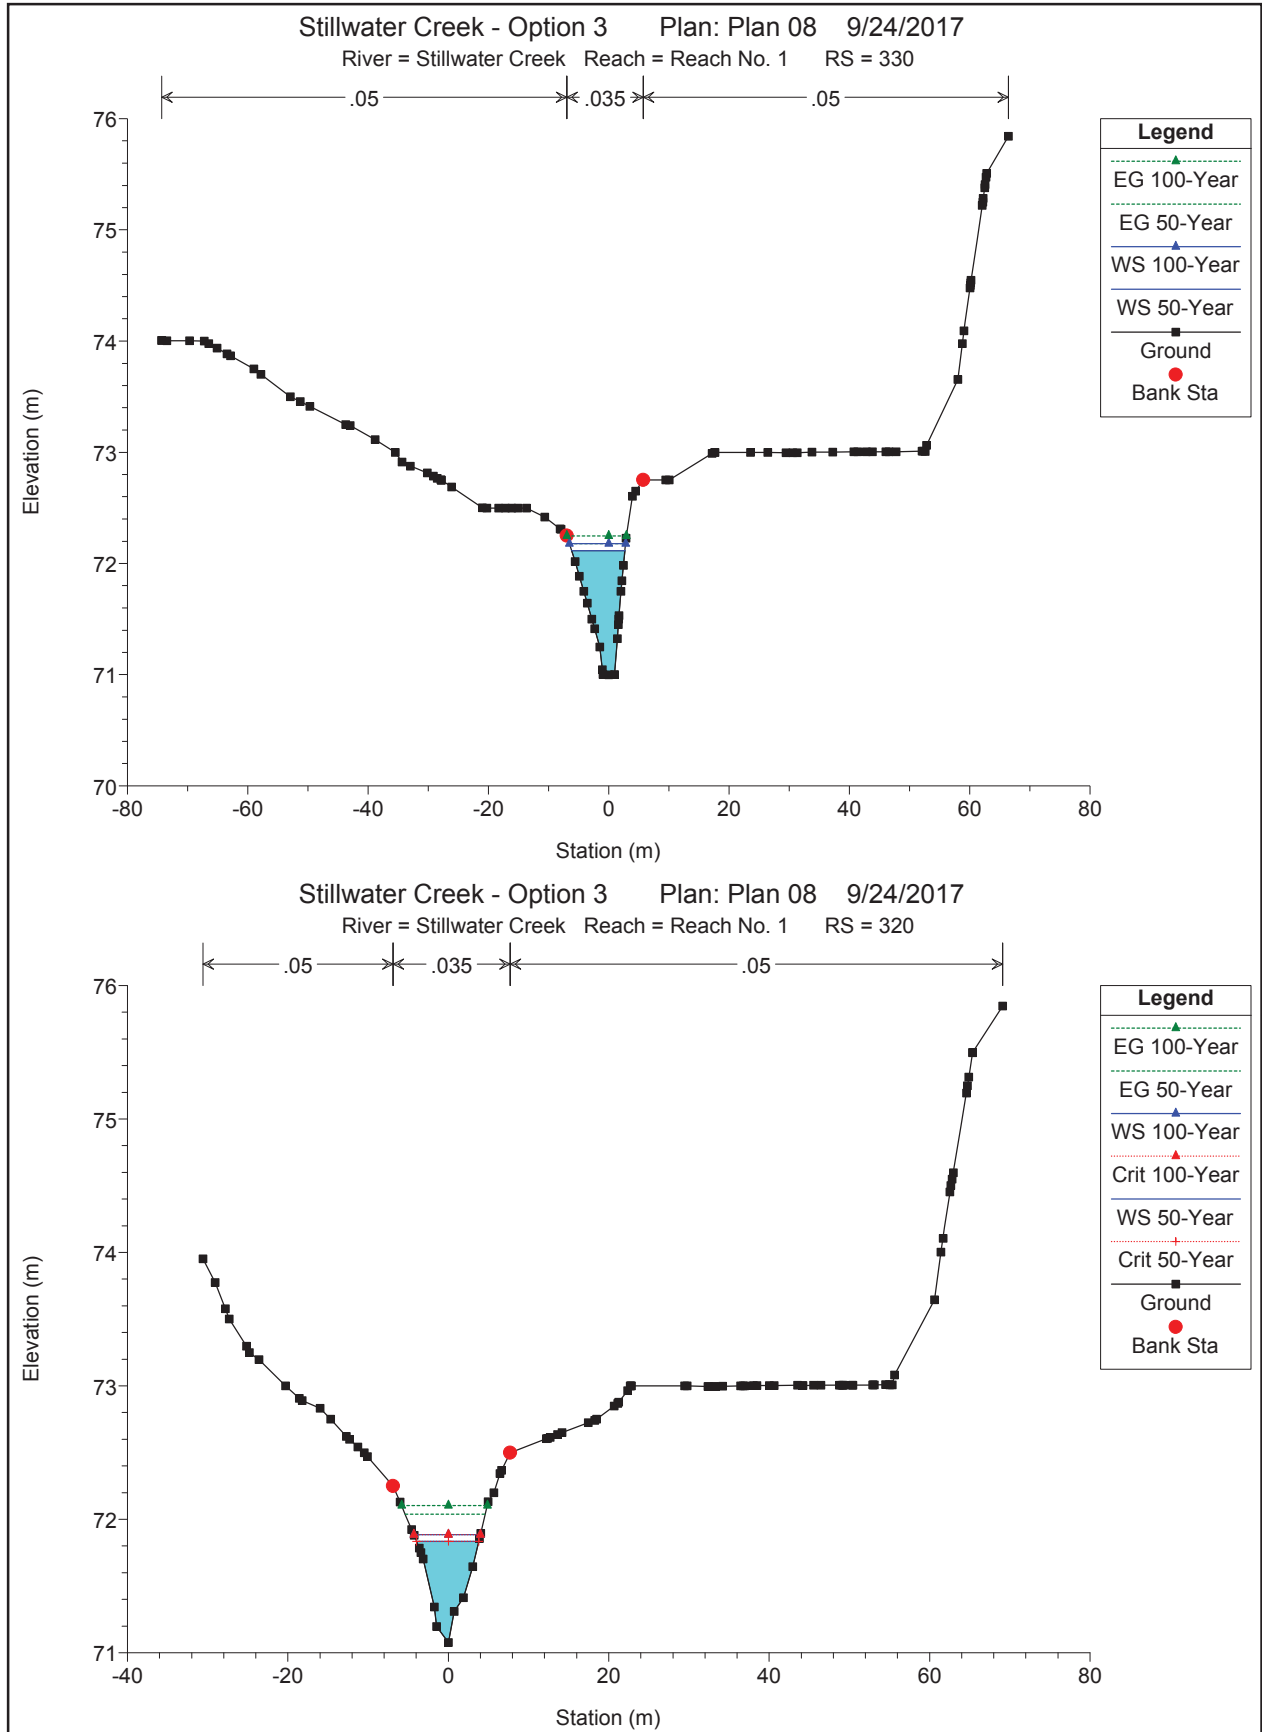 Stillwater Creek - Option 3 Plan: Plan 08 9/24/2017
River = Stillwater Creek Reach = Reach No. 1 RS = 330
.05 .035 .05
76
75
74
73
72
71
70
-80 -60 -40 -20 0 20 40 60 80
Elevation (m)
Station (m)
Legend
EG 100-Year
EG 50-Year
WS 100-Year
WS 50-Year
Ground
Bank Sta
Stillwater Creek - Option 3 Plan: Plan 08 9/24/2017
River = Stillwater Creek Reach = Reach No. 1 RS = 320
.05 .035 .05
76
75
74
73
72
71
-40 -20 0 20 40 60 80
Elevation (m)
Station (m)
Legend
EG 100-Year
EG 50-Year
WS 100-Year
Crit 100-Year
WS 50-Year
Crit 50-Year
Ground
Bank Sta